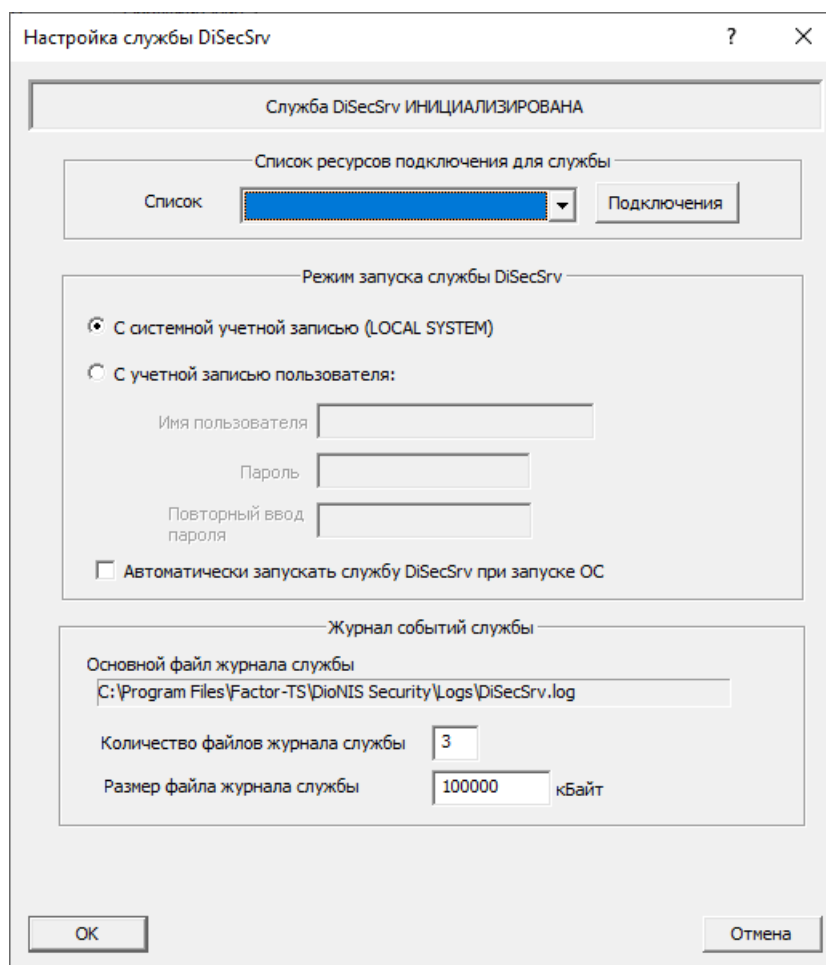 Настройка службы DiSecSrv
?
Служба DiSecSrv ИНИЦИАЛИЗИРОВАНА
Список ресурсов подключения для службы
Список
Подключения
Режим запуска службы DiSecSrv
С системной учетной записью (LOCAL SYSTEM)
С учетной записью пользователя:
Имя пользователя
Пароль
Повторный ввод
пароля
Автоматически запускать службу DiSecSrv при запуске ОС
Журнал событий службы
Основной файл журнала службы
C:\Program Files\Factor-TS\DioNIS Security\Logs\DiSecSrv.log
Количество файлов журнала службы 3
Размер файла журнала службы 100000 кБайт
OK Отмена